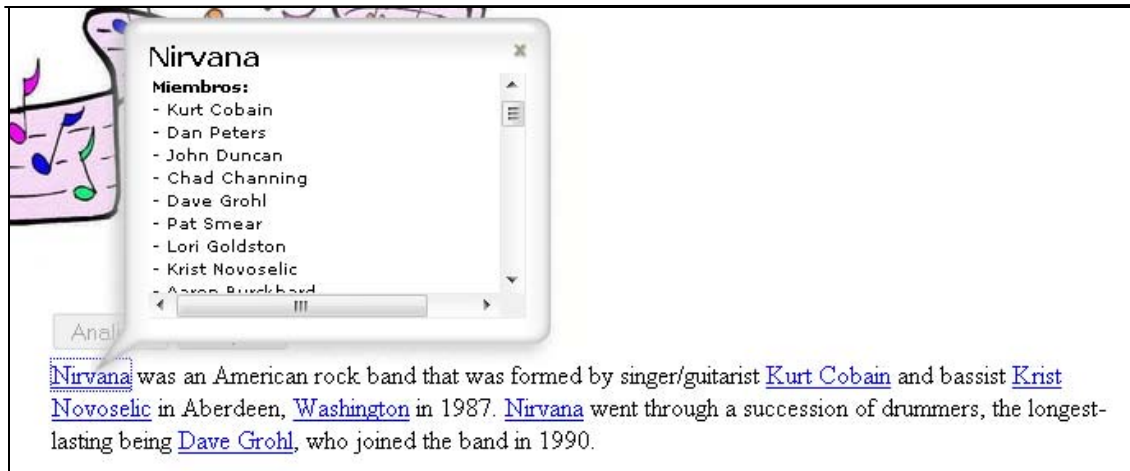 Nirvana
Miembros:
- Kurt Cobain
- Dan Peters
- John Duncan
- Chad Channing
- Dave Grohl
- Pat Smear
- Lori Goldston
- Krist Novoselic
- Aaron Burckhard
Nirvana was an American rock band that was formed by singer/guitarist Kurt Cobain and bassist Krist
Novoselic in Aberdeen, Washington in 1987. Nirvana went through a succession of drummers, the longest-
lasting being Dave Grohl, who joined the band in 1990.